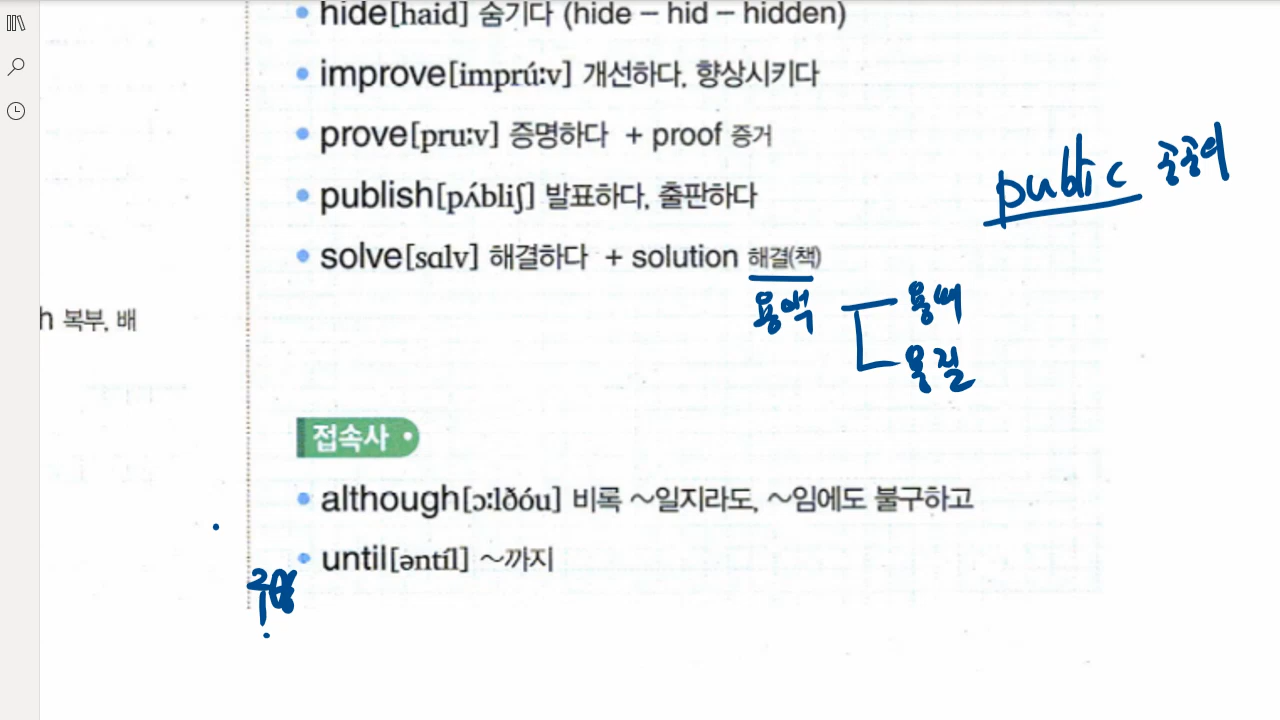 hide[haid] 숨기다 (hide – hid – hidden)
improve[imprúːv] 개선하다, 향상시키다
prove[pruːv] 증명하다 + proof 증거
publish[pʌ́bliʃ] 발표하다, 출판하다
public 공공의
solve[sɑlv] 해결하다 + solution 해결(책)
용액 용매
용질
h 복부, 배
접속사
although[ɔːlðóu] 비록 ~일지라도, ~임에도 불구하고
until[əntíl] ~까지